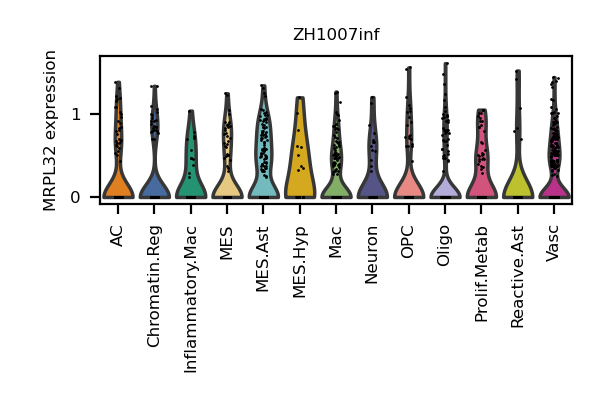 ZH1007inf
MRPL32 expression
1
0
AC
Chromatin.Reg
Inflammatory.Mac
MES
MES.Ast
MES.Hyp
Mac
Neuron
OPC
Oligo
Prolif.Metab
Reactive.Ast
Vasc